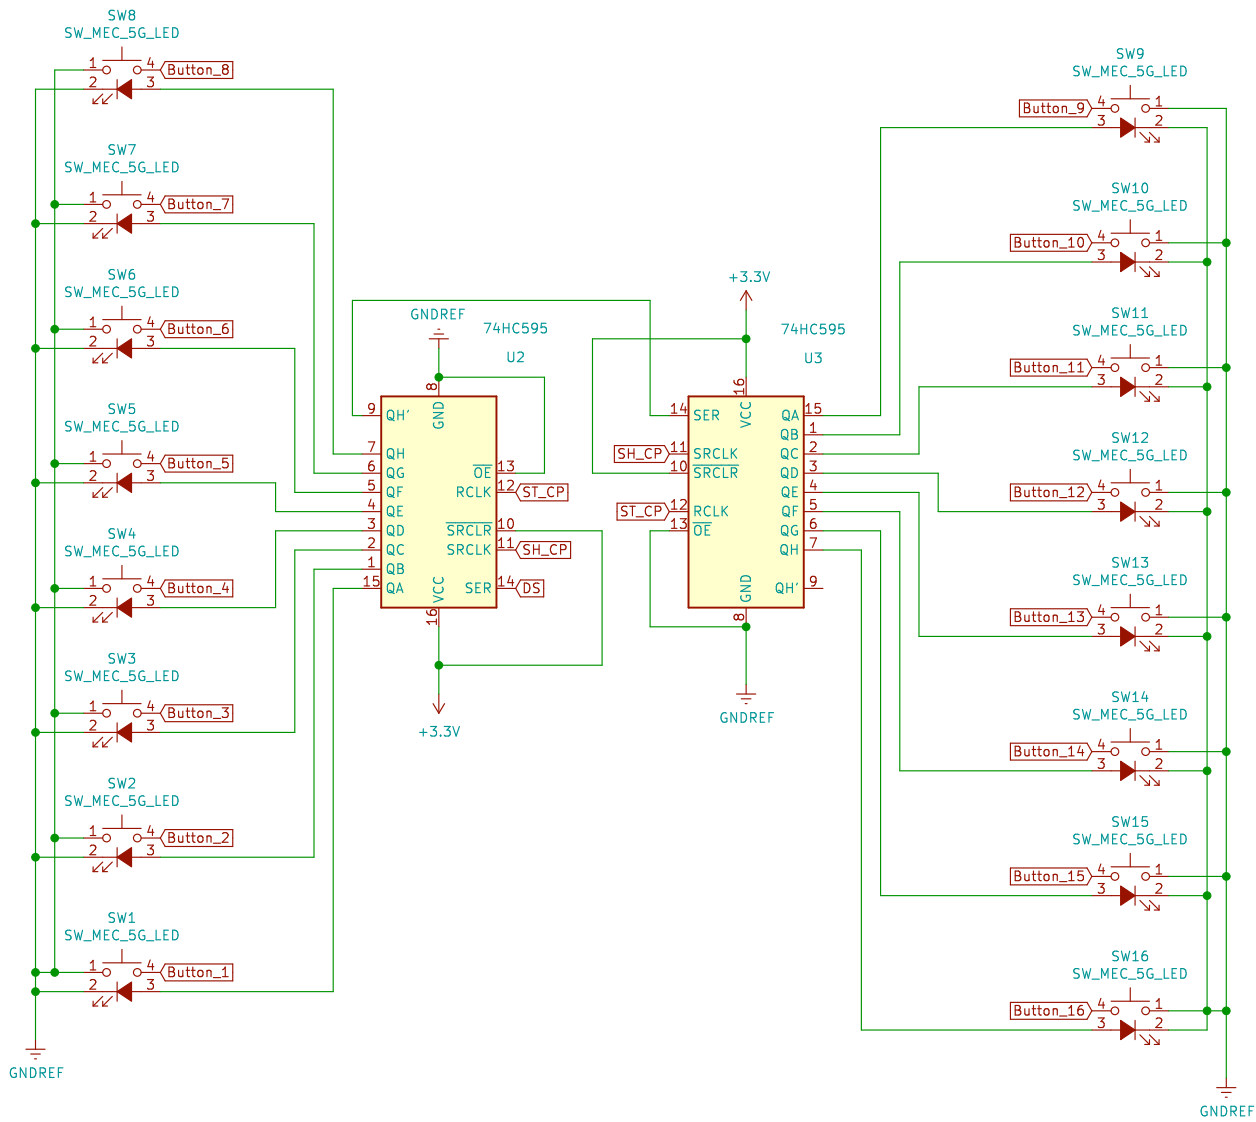 SW8
SW_MEC_5G_LED
1 4 Button_8
2 3
SW7
SW_MEC_5G_LED
1 4 Button_7
2 3
SW6
SW_MEC_5G_LED
1 4 Button_6
2 3
SW5
SW_MEC_5G_LED
1 4 Button_5
2 3
SW4
SW_MEC_5G_LED
1 4 Button_4
2 3
SW3
SW_MEC_5G_LED
1 4 Button_3
2 3
SW2
SW_MEC_5G_LED
1 4 Button_2
2 3
SW1
SW_MEC_5G_LED
1 4 Button_1
2 3
GNDREF
GNDREF
74HC595
U2
8
GND
9 QH'
7 QH
6 QG
5 QF
4 QE
3 QD
2 QC
1 QB
15 QA
OE 13
RCLK 12 ST_CP
SRCLR 10
SRCLK 11 SH_CP
SER 14 DS
VCC
16
+3.3V
+3.3V
74HC595
U3
16
VCC
14 SER
SH_CP 11 SRCLK
10 SRCLR
ST_CP 12 RCLK
13 OE
QA 15
QB 1
QC 2
QD 3
QE 4
QF 5
QG 6
QH 7
QH' 9
GND
8
GNDREF
SW9
SW_MEC_5G_LED
Button_9 4 1
3 2
SW10
SW_MEC_5G_LED
Button_10 4 1
3 2
SW11
SW_MEC_5G_LED
Button_11 4 1
3 2
SW12
SW_MEC_5G_LED
Button_12 4 1
3 2
SW13
SW_MEC_5G_LED
Button_13 4 1
3 2
SW14
SW_MEC_5G_LED
Button_14 4 1
3 2
SW15
SW_MEC_5G_LED
Button_15 4 1
3 2
SW16
SW_MEC_5G_LED
Button_16 4 1
3 2
GNDREF